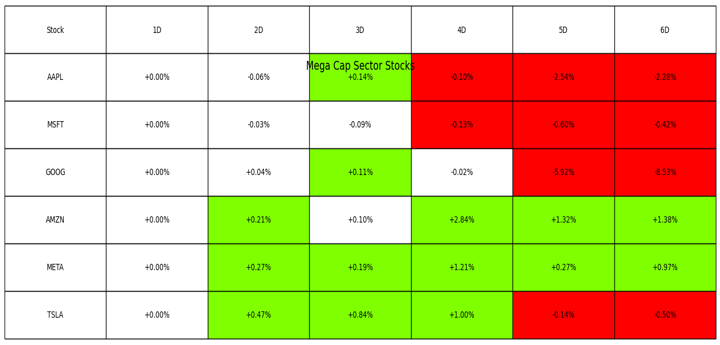 Stock 1D 2D 3D 4D 5D 6D
Mega Cap Sector Stocks
AAPL +0.00% -0.06% +0.14% -0.10% -2.54% -2.28%
MSFT +0.00% -0.03% -0.09% -0.13% -0.60% -0.42%
GOOG +0.00% +0.04% +0.11% -0.02% -5.92% -6.53%
AMZN +0.00% +0.21% +0.10% +2.84% +1.32% +1.38%
META +0.00% +0.27% +0.19% +1.21% +0.27% +0.97%
TSLA +0.00% +0.47% +0.84% +1.00% -0.14% -0.50%